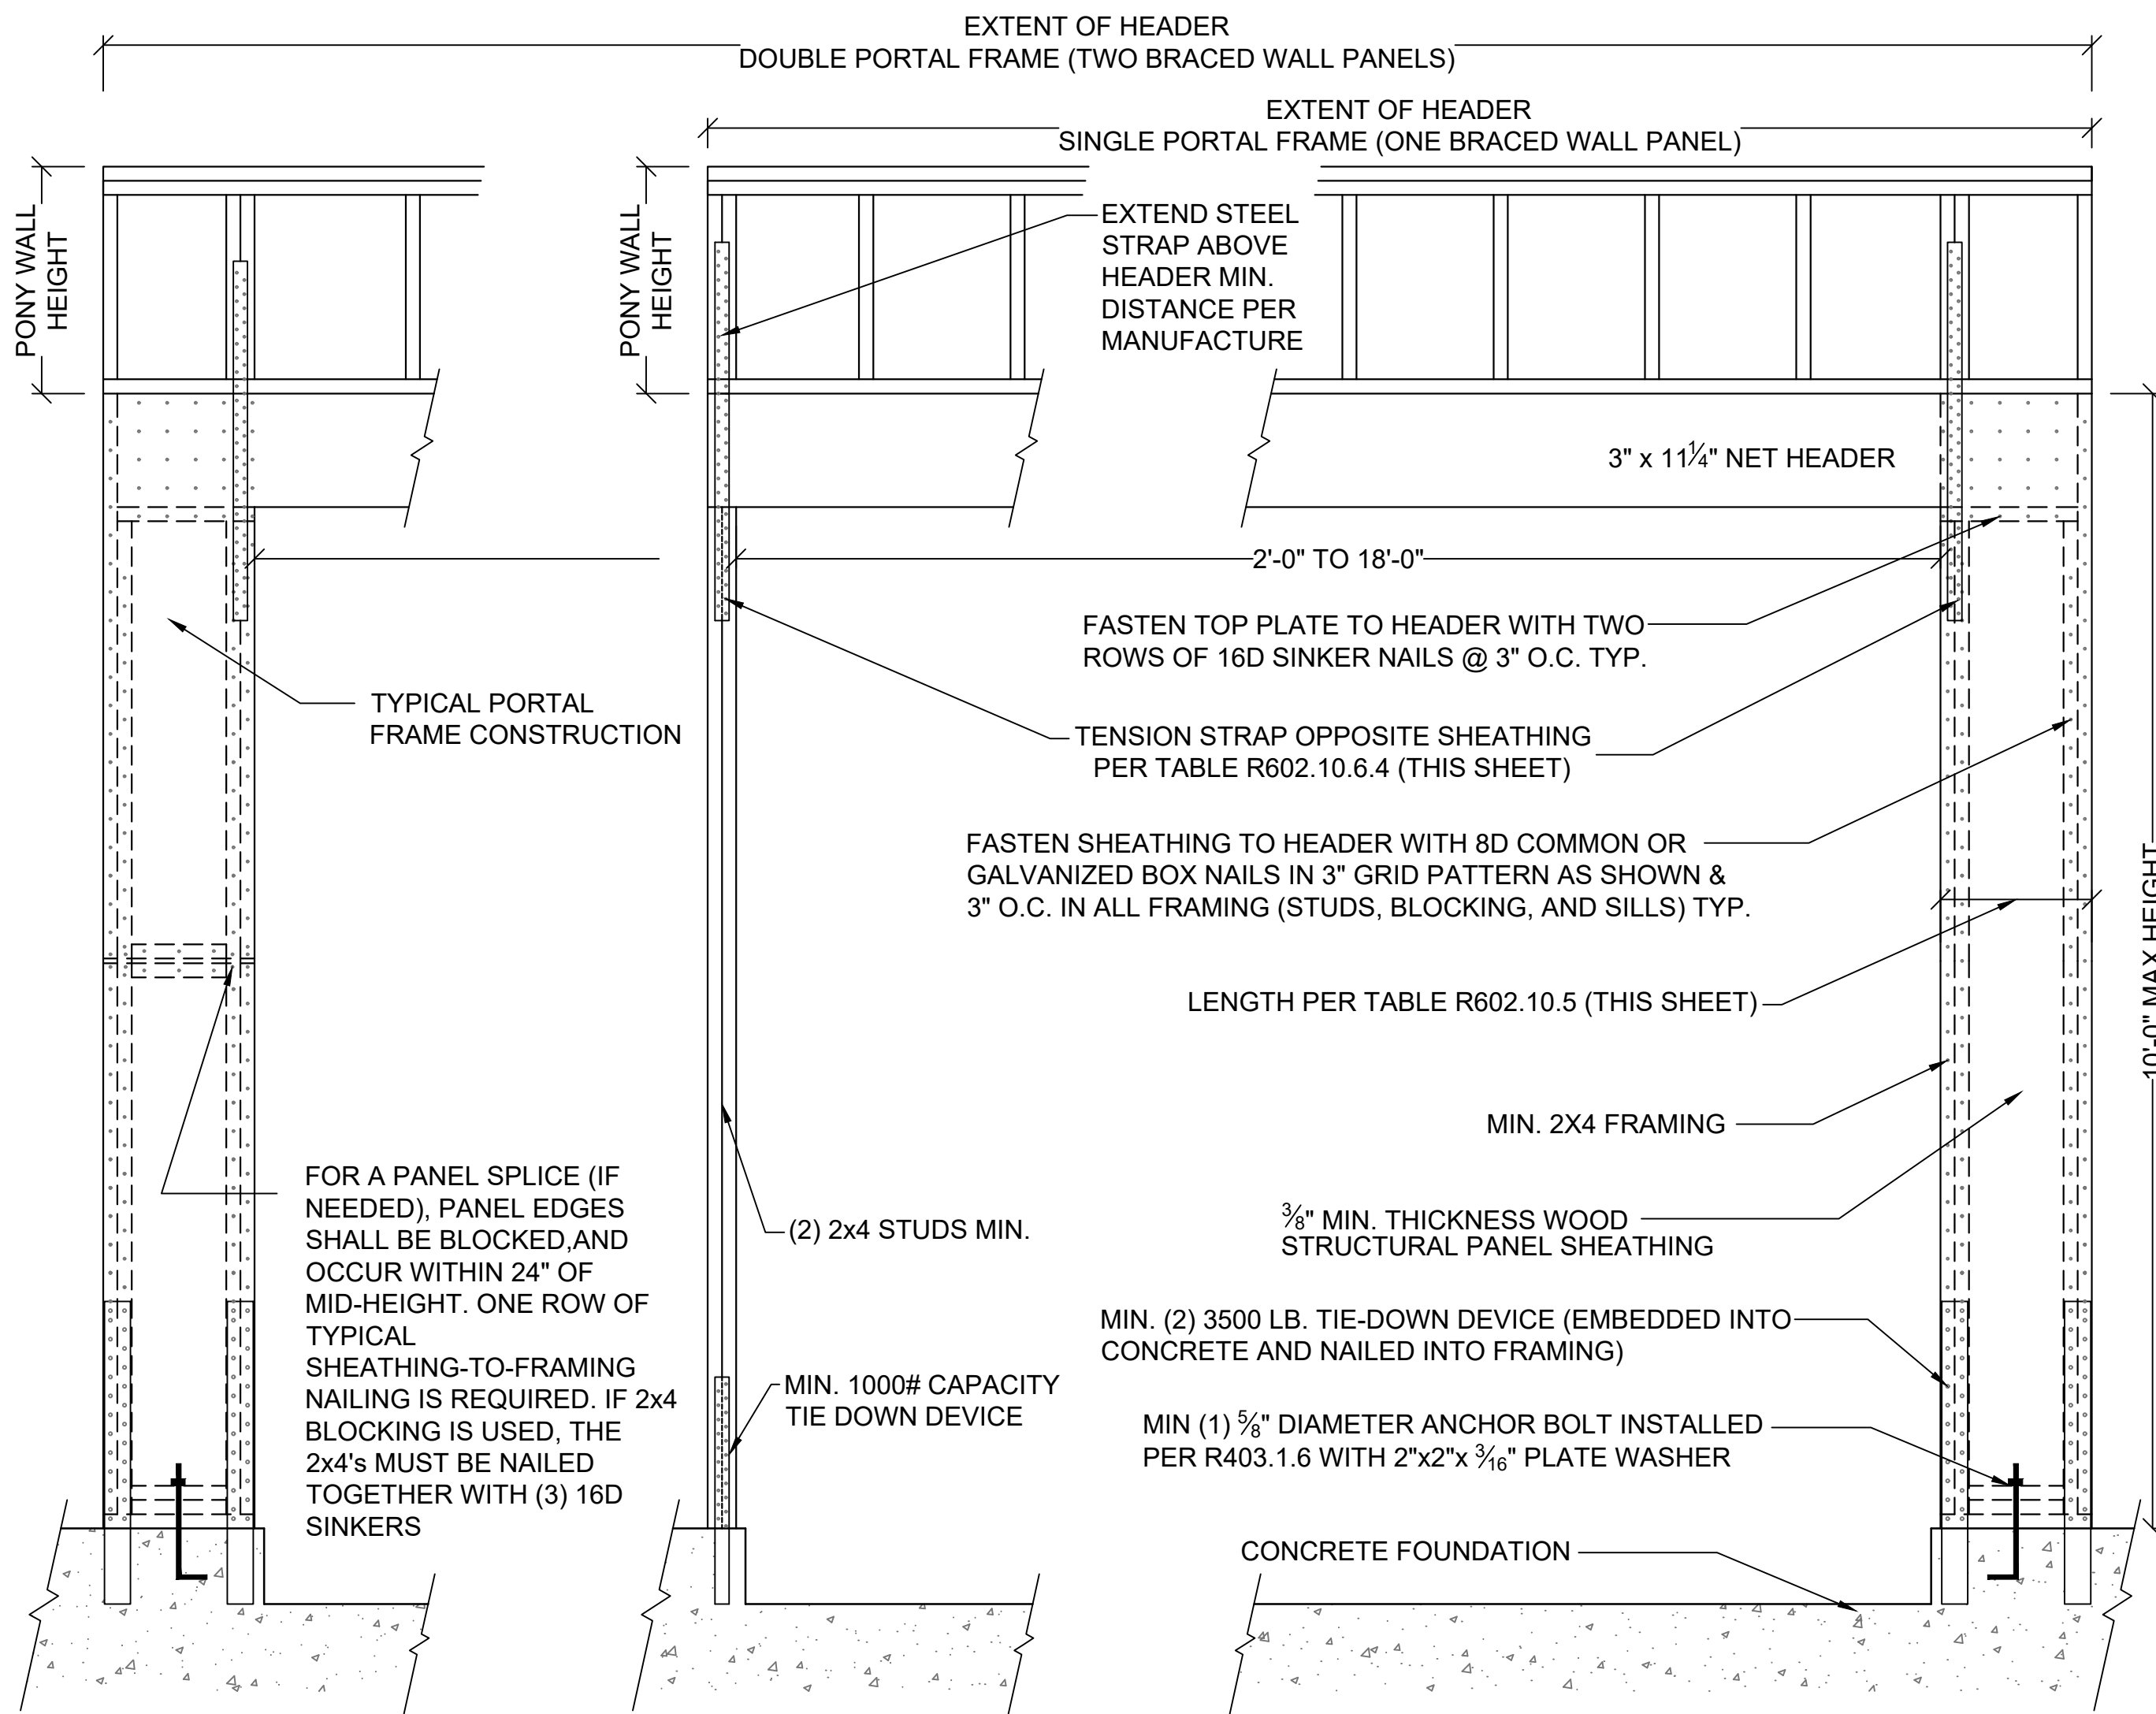 EXTENT OF HEADER
DOUBLE PORTAL FRAME (TWO BRACED WALL PANELS)
EXTENT OF HEADER
SINGLE PORTAL FRAME (ONE BRACED WALL PANEL)
PONY WALL
HEIGHT
PONY WALL
HEIGHT
EXTEND STEEL
STRAP ABOVE
HEADER MIN.
DISTANCE PER
MANUFACTURE
3" x 11¼" NET HEADER
2'-0" TO 18'-0"
FASTEN TOP PLATE TO HEADER WITH TWO
ROWS OF 16D SINKER NAILS @ 3" O.C. TYP.
TYPICAL PORTAL
FRAME CONSTRUCTION
TENSION STRAP OPPOSITE SHEATHING
PER TABLE R602.10.6.4 (THIS SHEET)
FASTEN SHEATHING TO HEADER WITH 8D COMMON OR
GALVANIZED BOX NAILS IN 3" GRID PATTERN AS SHOWN &
3" O.C. IN ALL FRAMING (STUDS, BLOCKING, AND SILLS) TYP.
10'-0" MAX HEIGHT
LENGTH PER TABLE R602.10.5 (THIS SHEET)
MIN. 2X4 FRAMING
FOR A PANEL SPLICE (IF
NEEDED), PANEL EDGES
SHALL BE BLOCKED,AND
OCCUR WITHIN 24" OF
MID-HEIGHT. ONE ROW OF
TYPICAL
SHEATHING-TO-FRAMING
NAILING IS REQUIRED. IF 2x4
BLOCKING IS USED, THE
2x4's MUST BE NAILED
TOGETHER WITH (3) 16D
SINKERS
(2) 2x4 STUDS MIN.
⅜" MIN. THICKNESS WOOD
STRUCTURAL PANEL SHEATHING
MIN. (2) 3500 LB. TIE-DOWN DEVICE (EMBEDDED INTO
CONCRETE AND NAILED INTO FRAMING)
MIN. 1000# CAPACITY
TIE DOWN DEVICE
MIN (1) ⅝" DIAMETER ANCHOR BOLT INSTALLED
PER R403.1.6 WITH 2"x2"x 3⁄16" PLATE WASHER
CONCRETE FOUNDATION